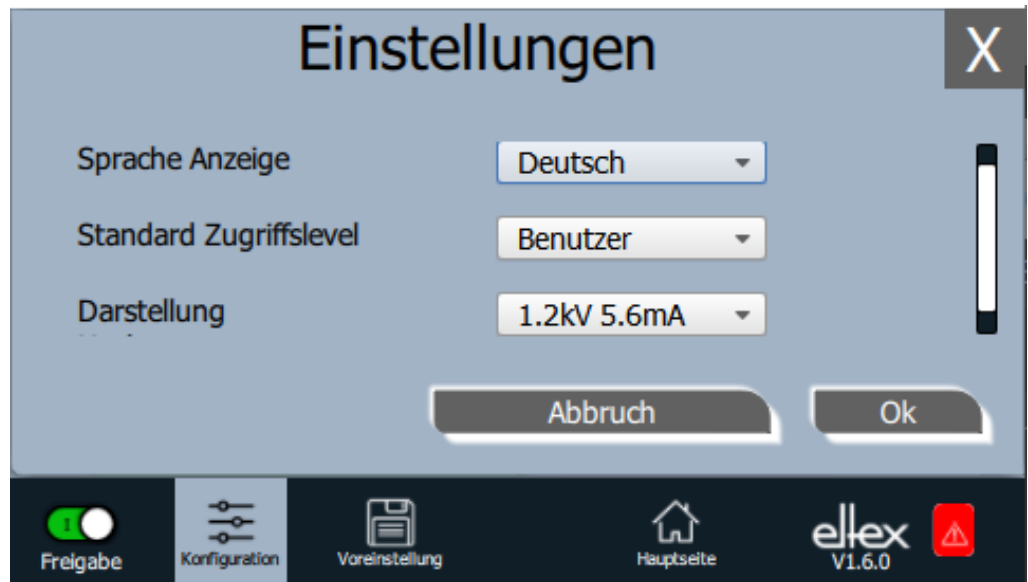 Einstellungen
X
Sprache Anzeige
Deutsch
Standard Zugriffslevel
Benutzer
Darstellung
1.2kV 5.6mA
Abbruch
Ok
I
Freigabe
Konfiguration
Voreinstellung
Hauptseite
eltex
V1.6.0